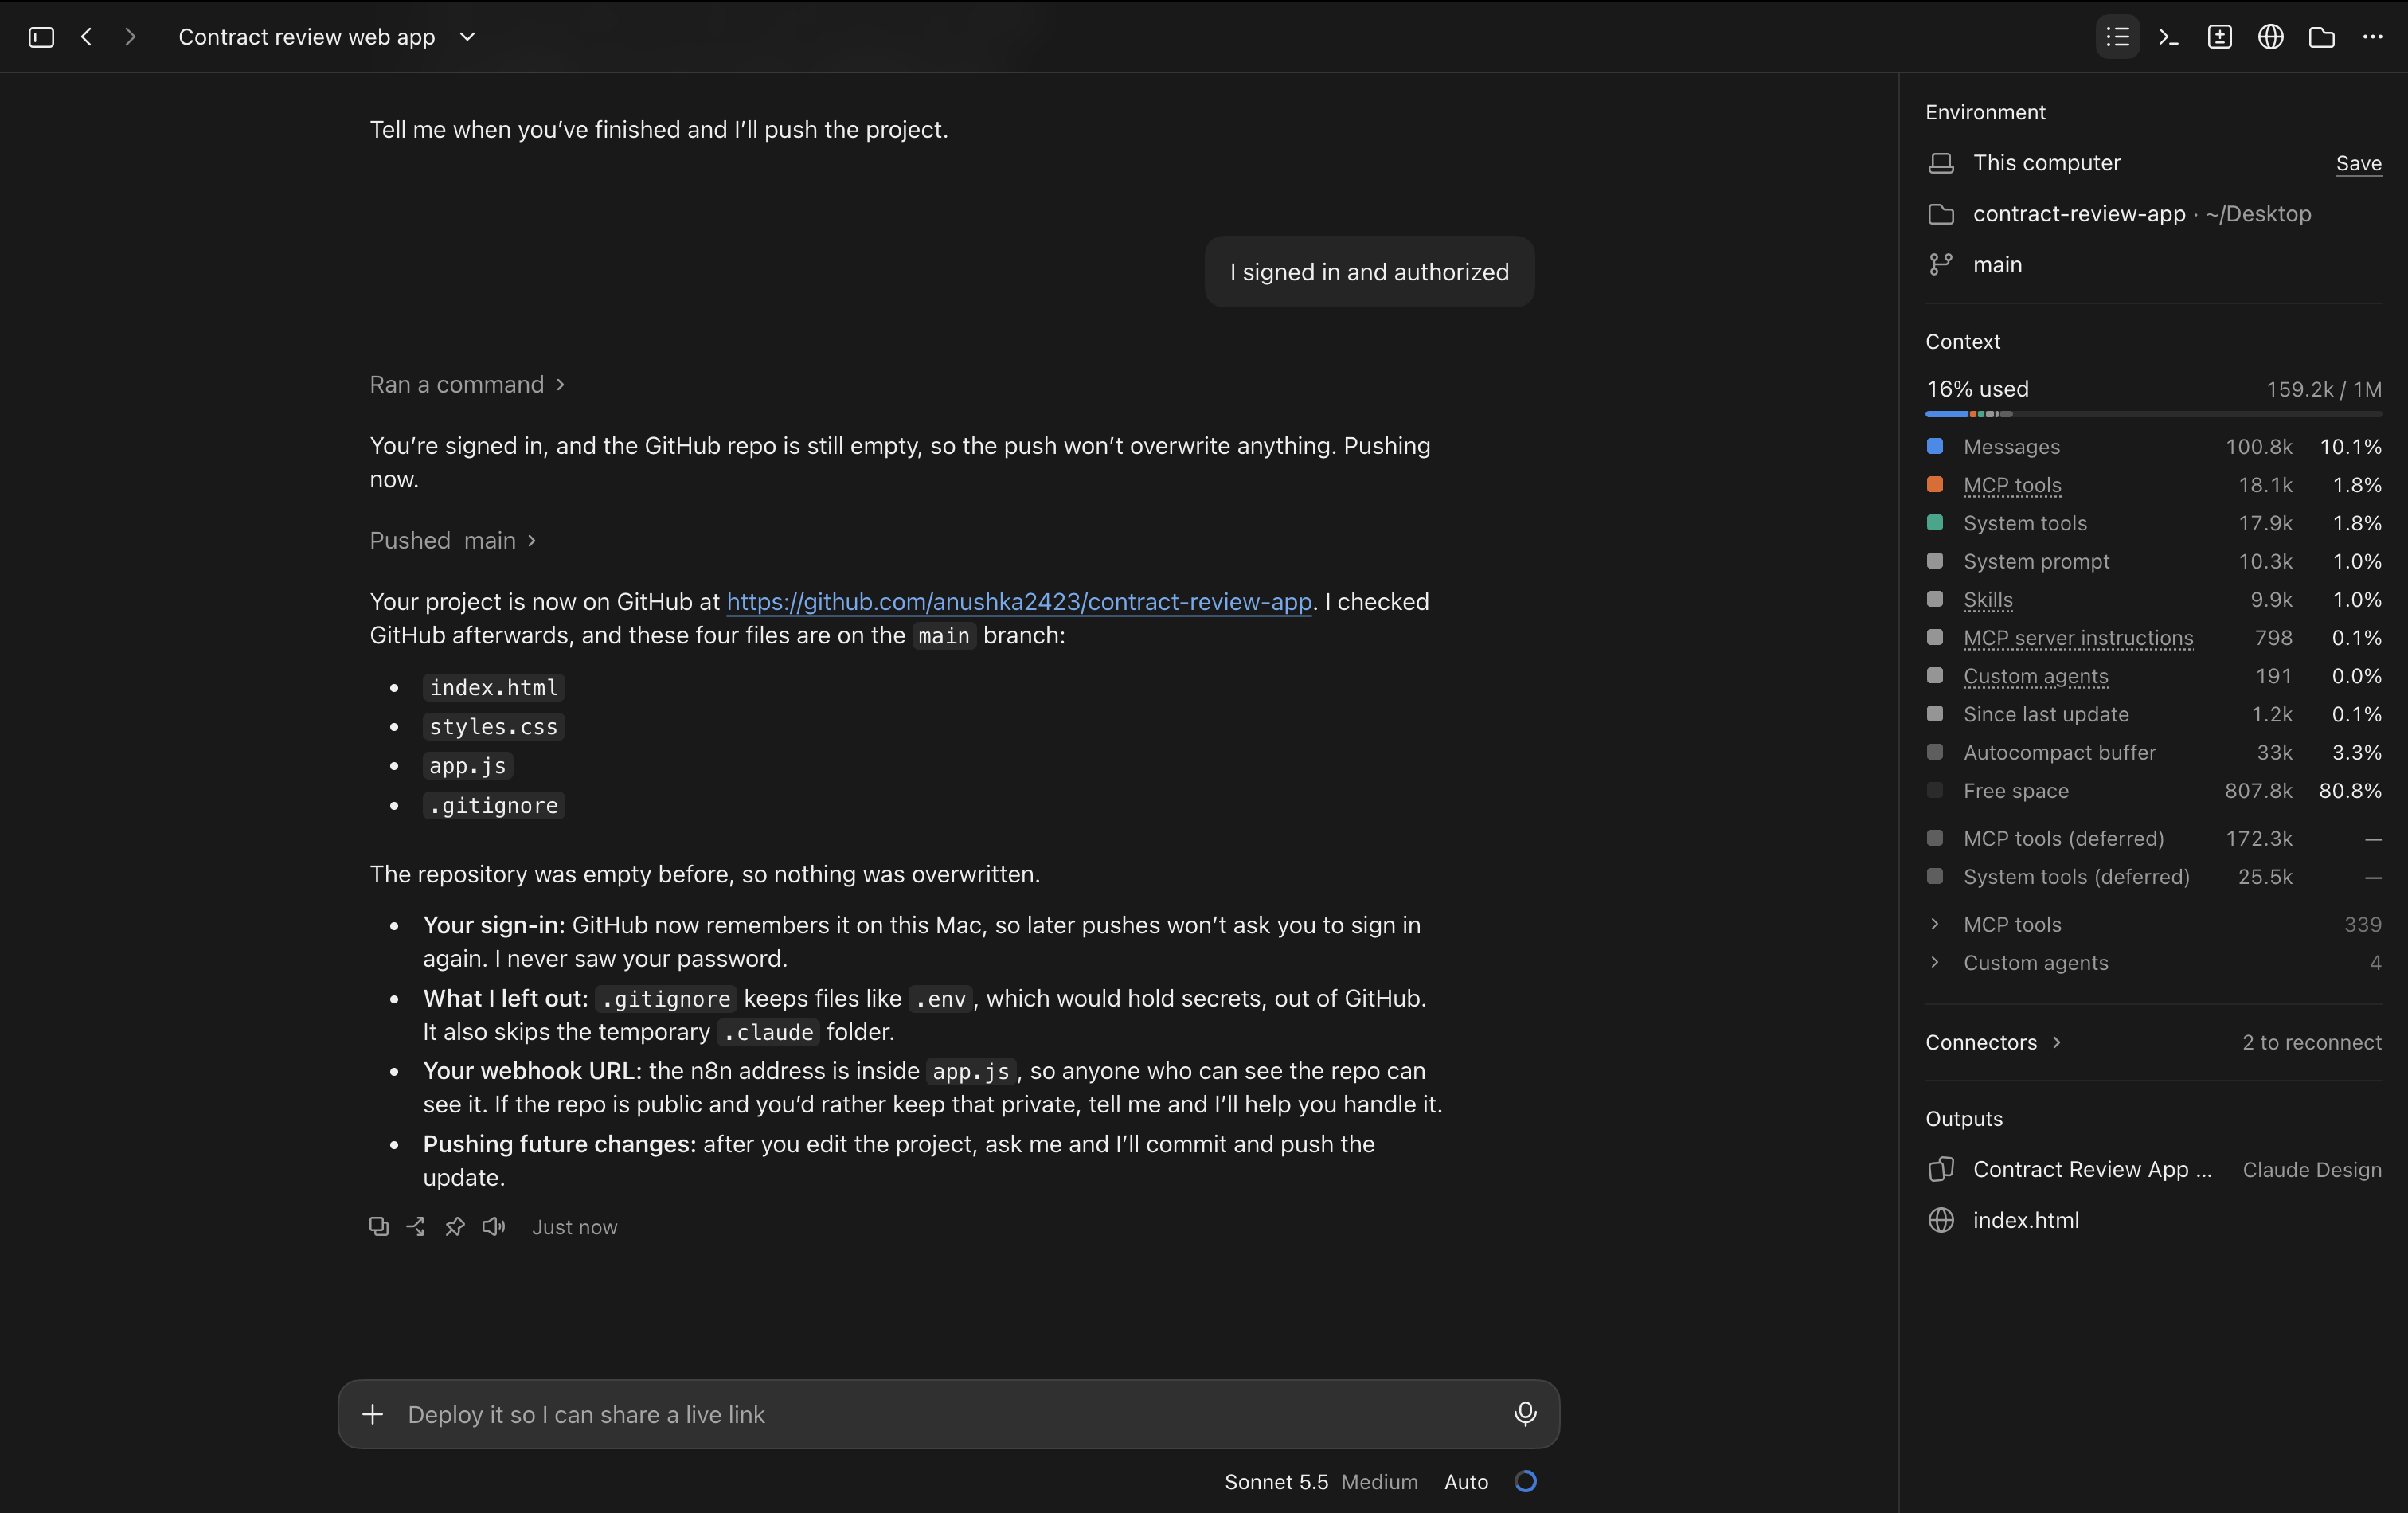 Contract review web app
Tell me when you’ve finished and I’ll push the project.
I signed in and authorized
Ran a command
You’re signed in, and the GitHub repo is still empty, so the push won’t overwrite anything. Pushing
now.
Pushed main
Your project is now on GitHub at https://github.com/anushka2423/contract-review-app. I checked
GitHub afterwards, and these four files are on the main branch:
index.html
styles.css
app.js
.gitignore
The repository was empty before, so nothing was overwritten.
Your sign-in: GitHub now remembers it on this Mac, so later pushes won’t ask you to sign in
again. I never saw your password.
What I left out: .gitignore keeps files like .env, which would hold secrets, out of GitHub.
It also skips the temporary .claude folder.
Your webhook URL: the n8n address is inside app.js, so anyone who can see the repo can
see it. If the repo is public and you’d rather keep that private, tell me and I’ll help you handle it.
Pushing future changes: after you edit the project, ask me and I’ll commit and push the
update.
Just now
Deploy it so I can share a live link
Sonnet 5.5 Medium Auto
Environment
This computer Save
contract-review-app · ~/Desktop
main
Context
16% used 159.2k / 1M
Messages 100.8k 10.1%
MCP tools 18.1k 1.8%
System tools 17.9k 1.8%
System prompt 10.3k 1.0%
Skills 9.9k 1.0%
MCP server instructions 798 0.1%
Custom agents 191 0.0%
Since last update 1.2k 0.1%
Autocompact buffer 33k 3.3%
Free space 807.8k 80.8%
MCP tools (deferred) 172.3k —
System tools (deferred) 25.5k —
MCP tools 339
Custom agents 4
Connectors 2 to reconnect
Outputs
Contract Review App ... Claude Design
index.html